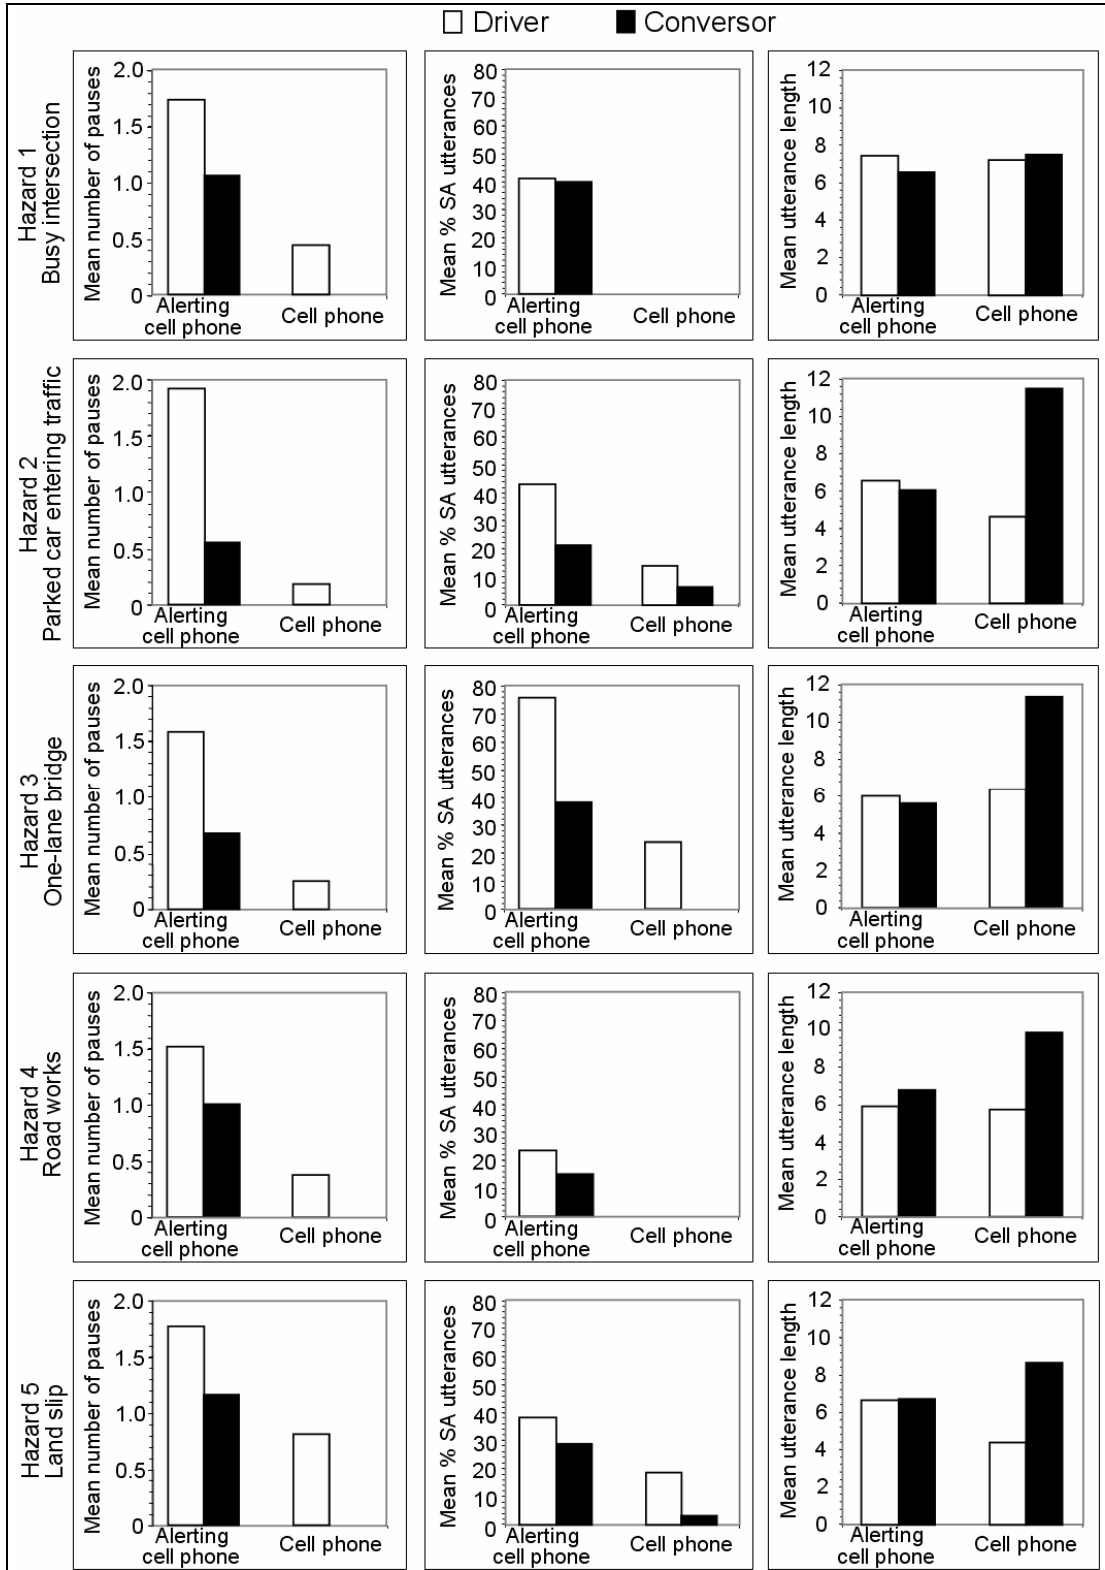 Driver Conversor
Hazard 1
Busy intersection
Mean number of pauses
2.0
1.5
1.0
0.5
0
Alerting
cell phone
Cell phone
Mean % SA utterances
80
70
60
50
40
30
20
10
0
Alerting
cell phone
Cell phone
Mean utterance length
12
10
8
6
4
2
0
Alerting
cell phone
Cell phone
Hazard 2
Parked car entering traffic
Mean number of pauses
2.0
1.5
1.0
0.5
0
Alerting
cell phone
Cell phone
Mean % SA utterances
80
70
60
50
40
30
20
10
0
Alerting
cell phone
Cell phone
Mean utterance length
12
10
8
6
4
2
0
Alerting
cell phone
Cell phone
Hazard 3
One-lane bridge
Mean number of pauses
2.0
1.5
1.0
0.5
0
Alerting
cell phone
Cell phone
Mean % SA utterances
80
70
60
50
40
30
20
10
0
Alerting
cell phone
Cell phone
Mean utterance length
12
10
8
6
4
2
0
Alerting
cell phone
Cell phone
Hazard 4
Road works
Mean number of pauses
2.0
1.5
1.0
0.5
0
Alerting
cell phone
Cell phone
Mean % SA utterances
80
70
60
50
40
30
20
10
0
Alerting
cell phone
Cell phone
Mean utterance length
12
10
8
6
4
2
0
Alerting
cell phone
Cell phone
Hazard 5
Land slip
Mean number of pauses
2.0
1.5
1.0
0.5
0
Alerting
cell phone
Cell phone
Mean % SA utterances
80
70
60
50
40
30
20
10
0
Alerting
cell phone
Cell phone
Mean utterance length
12
10
8
6
4
2
0
Alerting
cell phone
Cell phone